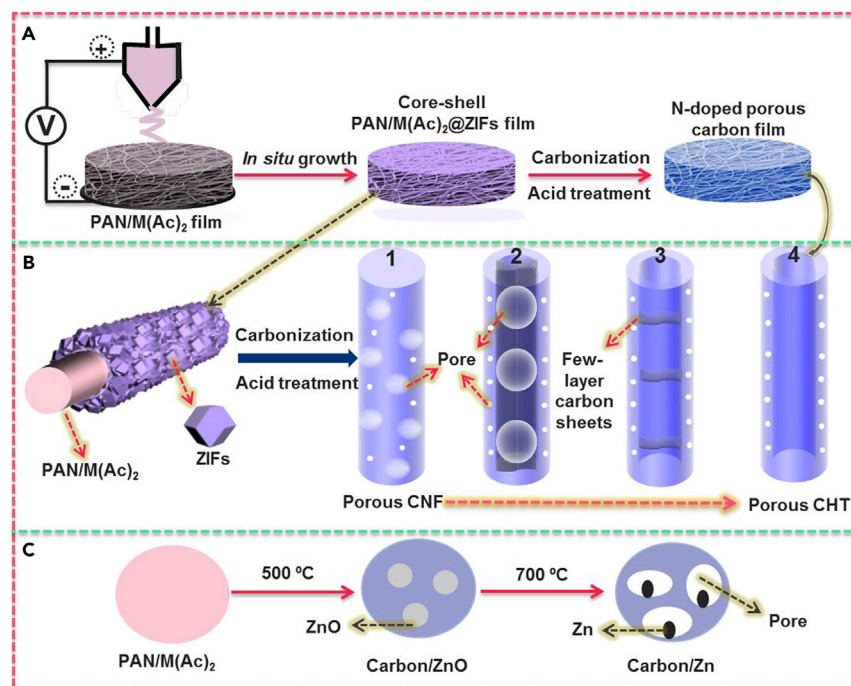 A
+
V
-
PAN/M(Ac)₂ film
In situ growth
Core-shell
PAN/M(Ac)₂@ZIFs film
Carbonization
Acid treatment
N-doped porous
carbon film
B
PAN/M(Ac)₂
ZIFs
Carbonization
Acid treatment
1
2
3
4
Pore
Few-
layer
carbon
sheets
Porous CNF
Porous CHT
C
PAN/M(Ac)₂
500 ºC
ZnO
Carbon/ZnO
700 ºC
Zn
Pore
Carbon/Zn